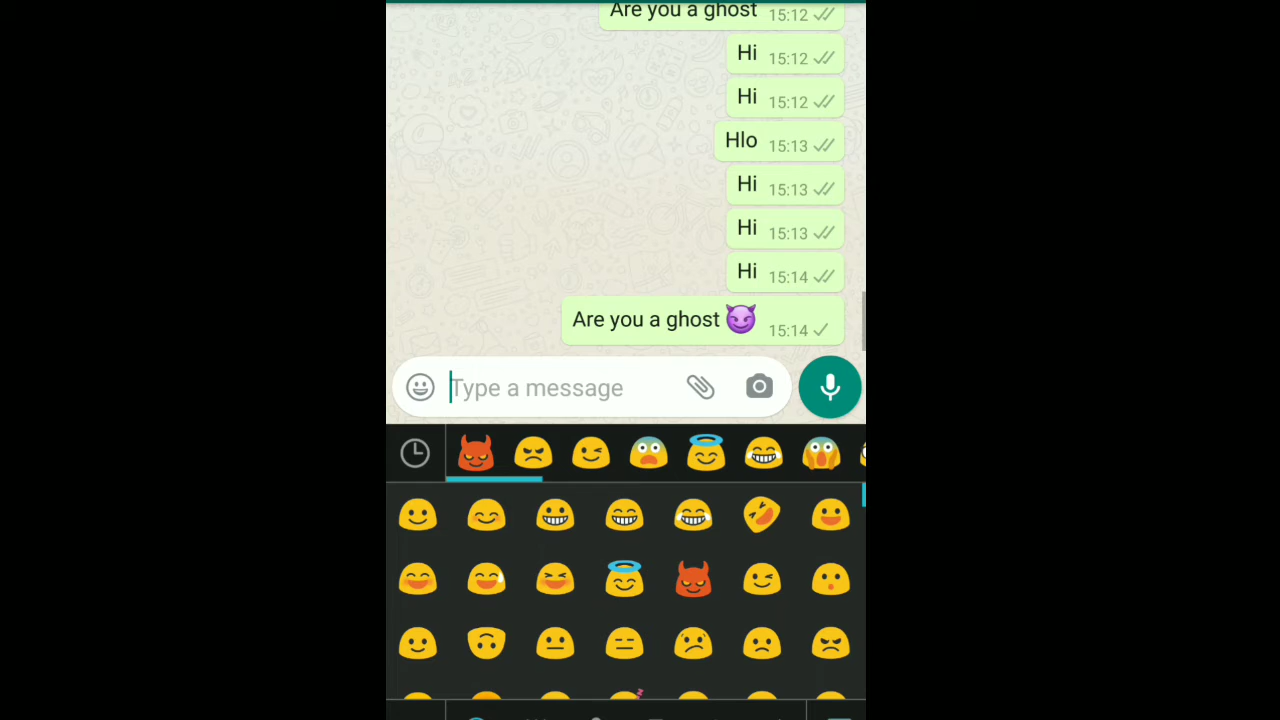 Are you a ghost 15:12
Hi 15:12
Hi 15:12
Hlo 15:13
Hi 15:13
Hi 15:13
Hi 15:14
Are you a ghost 😈 15:14
Type a message